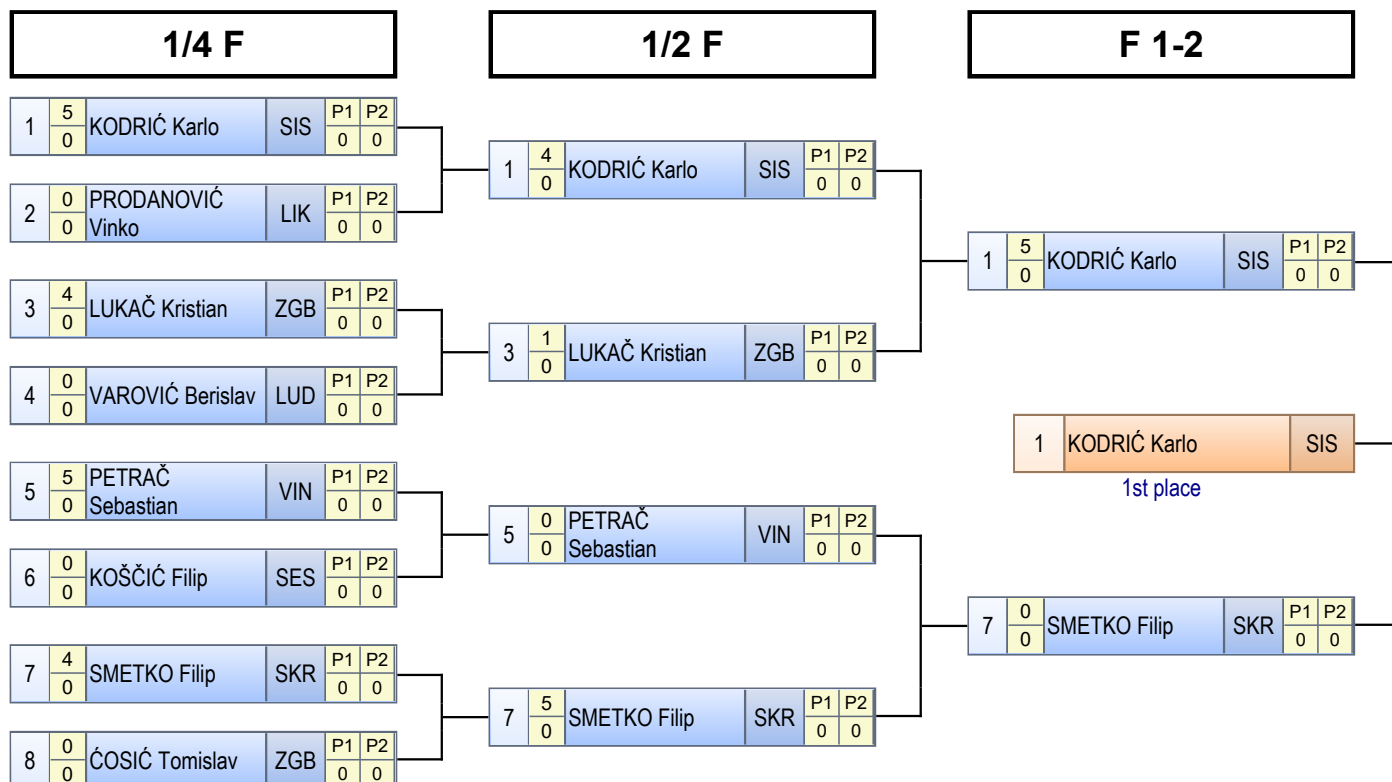 1/4 F
1/2 F
F 1-2
1 5 0 KODRIĆ Karlo SIS P1 P2 0 0
2 0 0 PRODANOVIĆ Vinko LIK P1 P2 0 0
3 4 0 LUKAČ Kristian ZGB P1 P2 0 0
4 0 0 VAROVIĆ Berislav LUD P1 P2 0 0
5 5 0 PETRAČ Sebastian VIN P1 P2 0 0
6 0 0 KOŠČIĆ Filip SES P1 P2 0 0
7 4 0 SMETKO Filip SKR P1 P2 0 0
8 0 0 ĆOSIĆ Tomislav ZGB P1 P2 0 0
1 4 0 KODRIĆ Karlo SIS P1 P2 0 0
3 1 0 LUKAČ Kristian ZGB P1 P2 0 0
5 0 0 PETRAČ Sebastian VIN P1 P2 0 0
7 5 0 SMETKO Filip SKR P1 P2 0 0
1 5 0 KODRIĆ Karlo SIS P1 P2 0 0
1 KODRIĆ Karlo SIS
1st place
7 0 0 SMETKO Filip SKR P1 P2 0 0